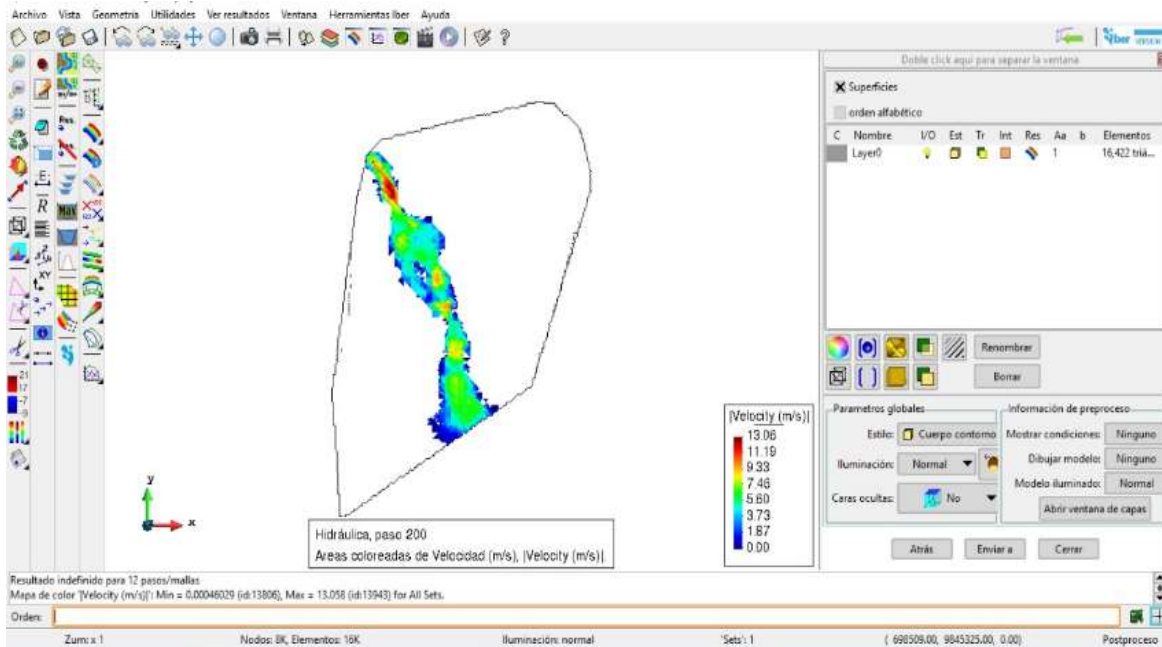 Archivo Vista Geometria Utilidades Ver resultados Ventana Herramientas Iber Ayuda
Iber
Doble click aquí para separar la ventana
Superficies
orden alfabético
C Nombre I/O Est Tr Int Res Aa b Elementos
Layer0 1 16,422 triá...
Renombrar
Borrar
Parametros globales
Estilo: Cuerpo contorno
Iluminación: Normal
Caras ocultas: No
Información de preproceso
Mostrar condiciones: Ninguno
Dibujar modelo: Ninguno
Modelo iluminado: Normal
Abrir ventana de capas
Atrás Enviar a Cerrar
|Velocity (m/s)|
13.06
11.19
9.33
7.46
5.60
3.73
1.87
0.00
y
x
Hidráulica, paso 200
Areas coloreadas de Velocidad (m/s), |Velocity (m/s)|.
Resultado indefinido para 12 pasos/mallas
Mapa de color '|Velocity (m/s)|': Min = 0.00046029 (id:13806), Max = 13.058 (id:13943) for All Sets.
Orden:
Zum: x 1 Nodos: 8K, Elementos: 16K Iluminación: normal 'Sets': 1 ( 698509.00, 9845325.00, 0.00) Postproceso